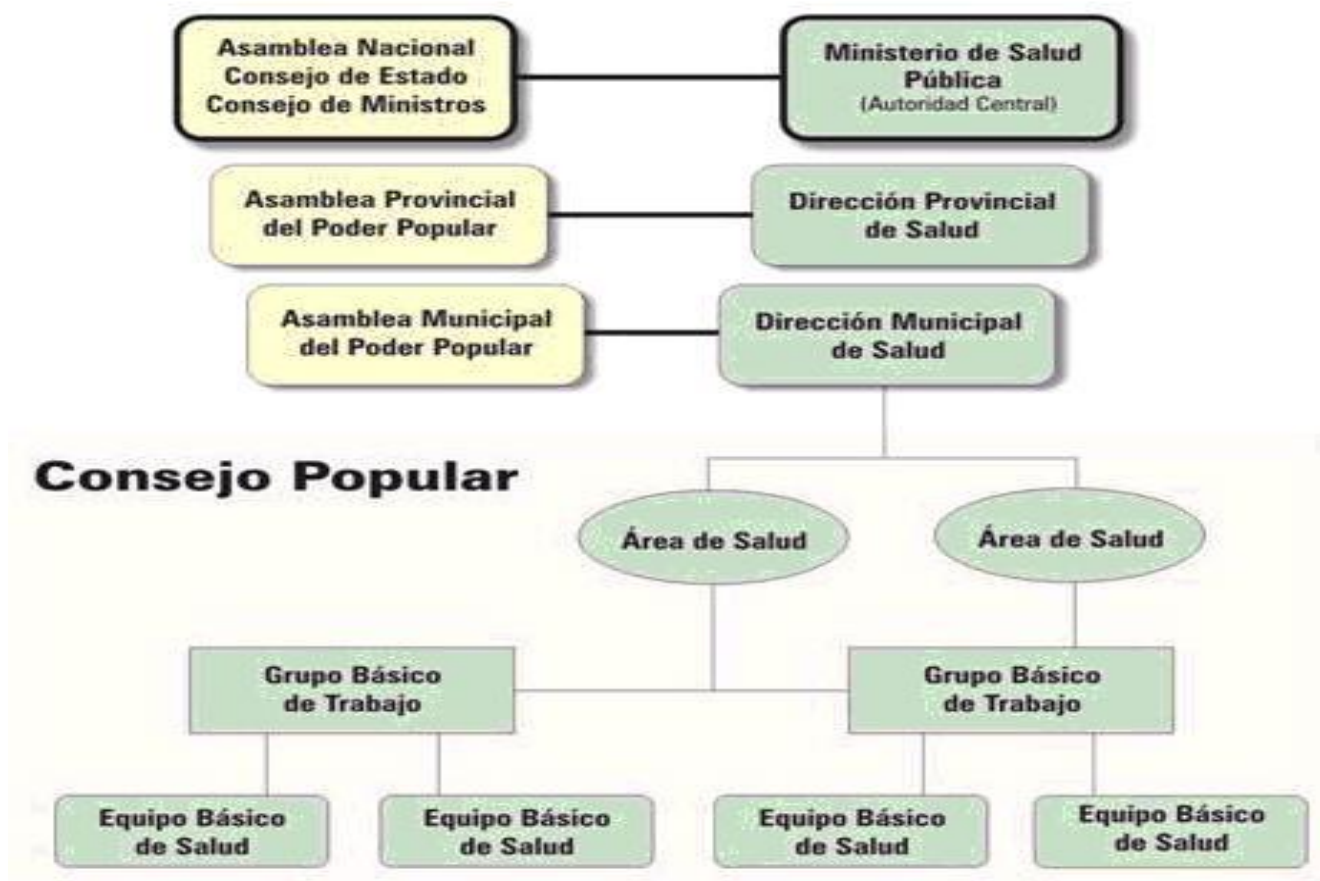 Asamblea Nacional
Consejo de Estado
Consejo de Ministros
Ministerio de Salud
Pública
(Autoridad Central)
Asamblea Provincial
del Poder Popular
Dirección Provincial
de Salud
Asamblea Municipal
del Poder Popular
Dirección Municipal
de Salud
Consejo Popular
Área de Salud
Área de Salud
Grupo Básico
de Trabajo
Grupo Básico
de Trabajo
Equipo Básico
de Salud
Equipo Básico
de Salud
Equipo Básico
de Salud
Equipo Básico
de Salud